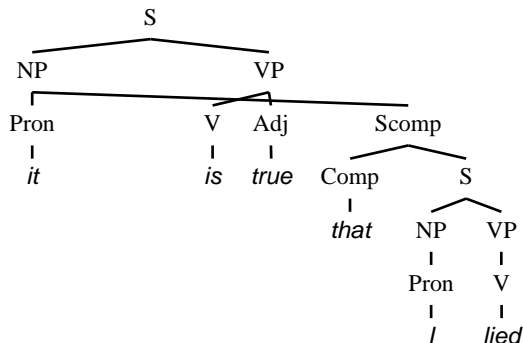 S
NP VP
Pron V Adj Scomp
it is true Comp S
that NP VP
Pron V
I lied